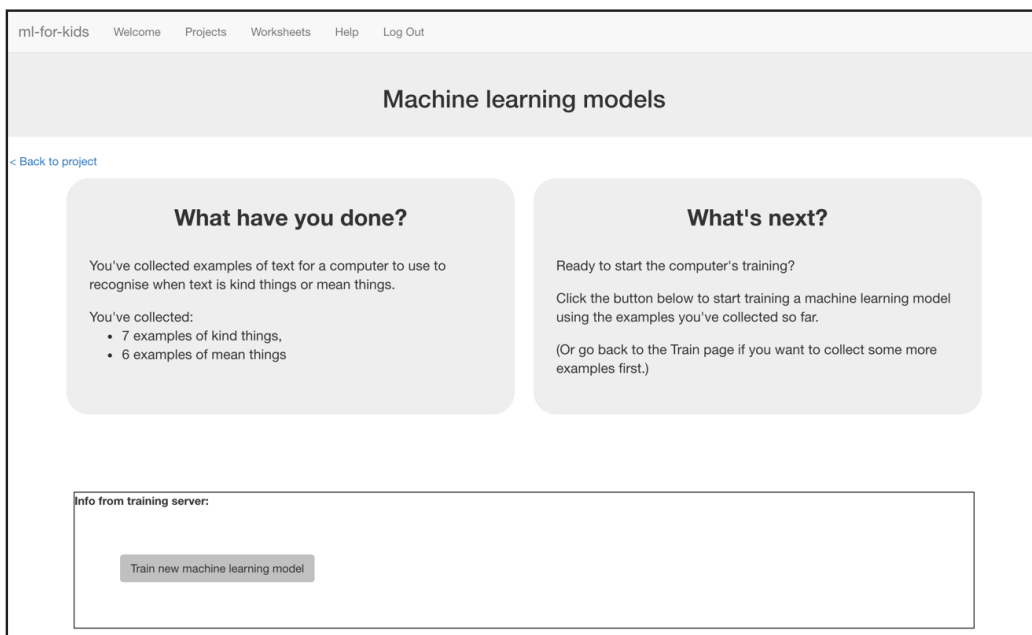 ml-for-kids Welcome Projects Worksheets Help Log Out
Machine learning models
< Back to project
What have you done?
You've collected examples of text for a computer to use to
recognise when text is kind things or mean things.
You've collected:
• 7 examples of kind things,
• 6 examples of mean things
What's next?
Ready to start the computer's training?
Click the button below to start training a machine learning model
using the examples you've collected so far.
(Or go back to the Train page if you want to collect some more
examples first.)
Info from training server:
Train new machine learning model